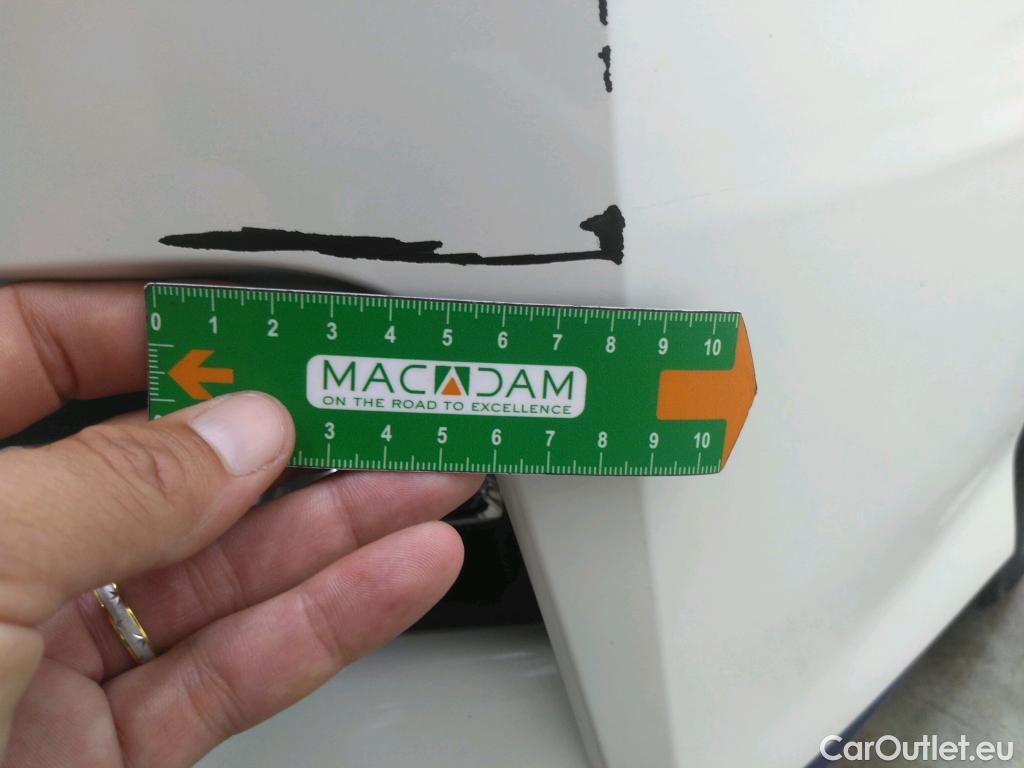 0 1 2 3 4 5 6 7 8 9 10
MACADAM
ON THE ROAD TO EXCELLENCE
3 4 5 6 7 8 9 10
CarOutlet.eu